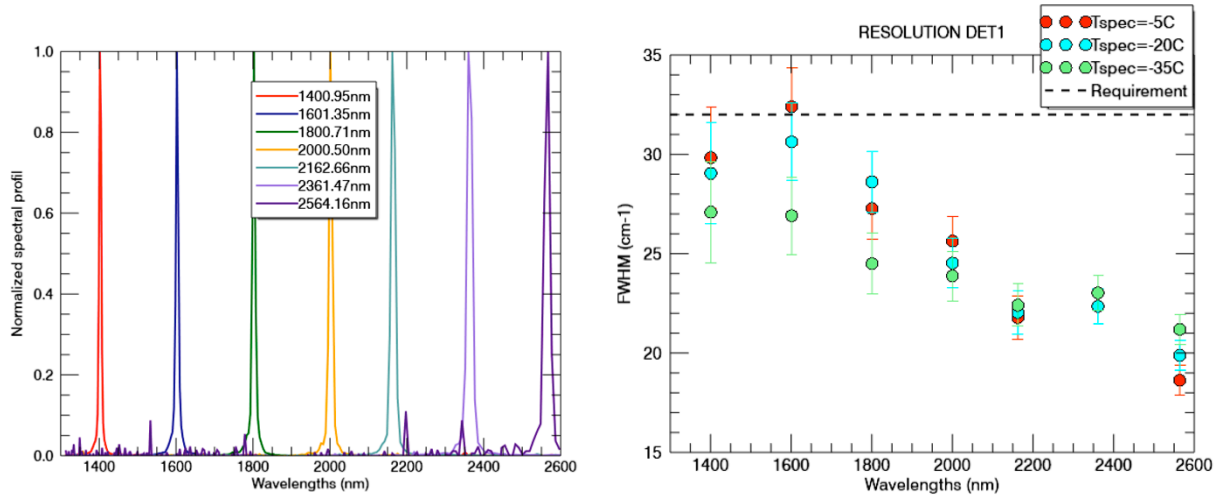 1.0
0.8
0.6
0.4
0.2
0.0
Normalized spectral profil
1400.95nm
1601.35nm
1800.71nm
2000.50nm
2162.66nm
2361.47nm
2564.16nm
1400 1600 1800 2000 2200 2400 2600
Wavelengths (nm)
RESOLUTION DET1
Tspec=-5C
Tspec=-20C
Tspec=-35C
Requirement
35
30
25
20
15
FWHM (cm-1)
1400 1600 1800 2000 2200 2400 2600
Wavelengths (nm)